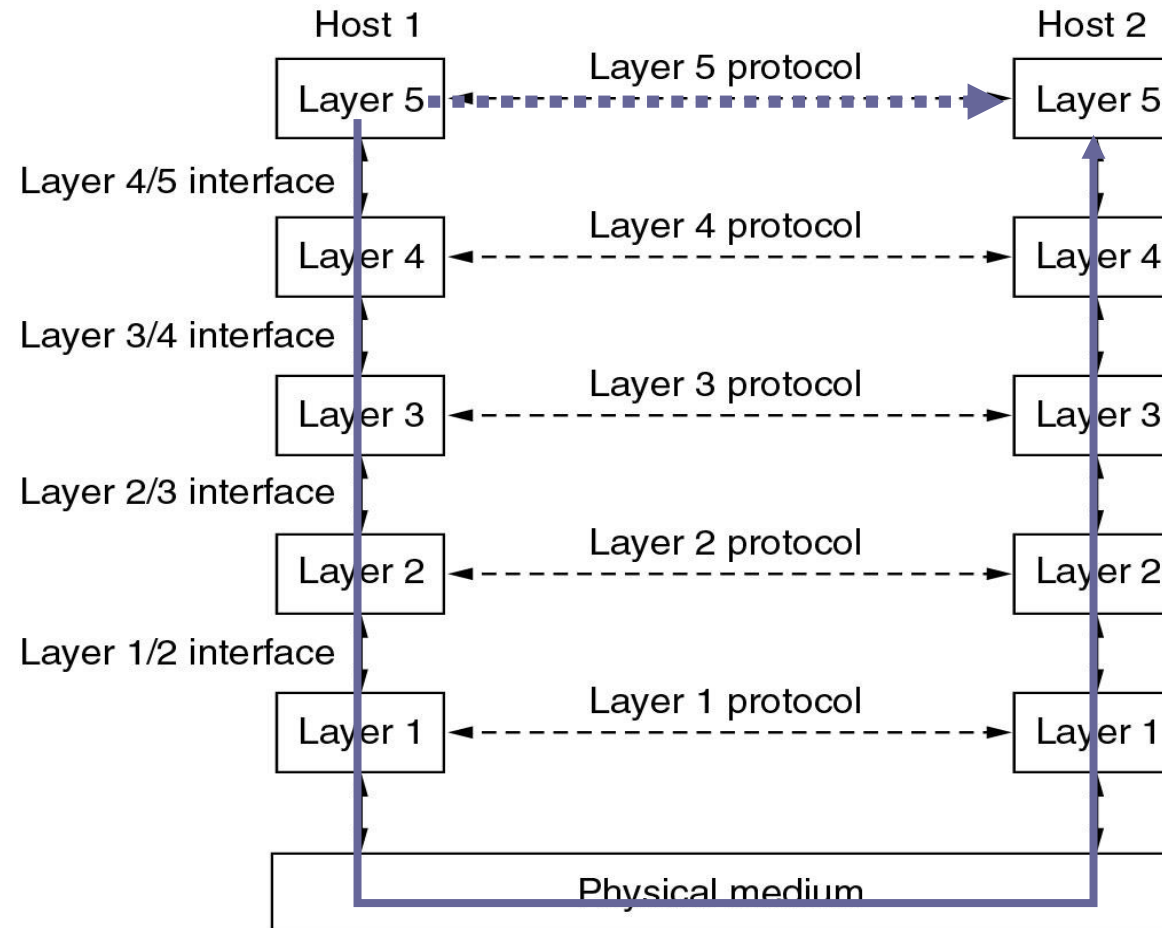 Host 1
Host 2
Layer 5 protocol
Layer 5
Layer 5
Layer 4/5 interface
Layer 4 protocol
Layer 4
Layer 4
Layer 3/4 interface
Layer 3 protocol
Layer 3
Layer 3
Layer 2/3 interface
Layer 2 protocol
Layer 2
Layer 2
Layer 1/2 interface
Layer 1 protocol
Layer 1
Layer 1
Physical medium